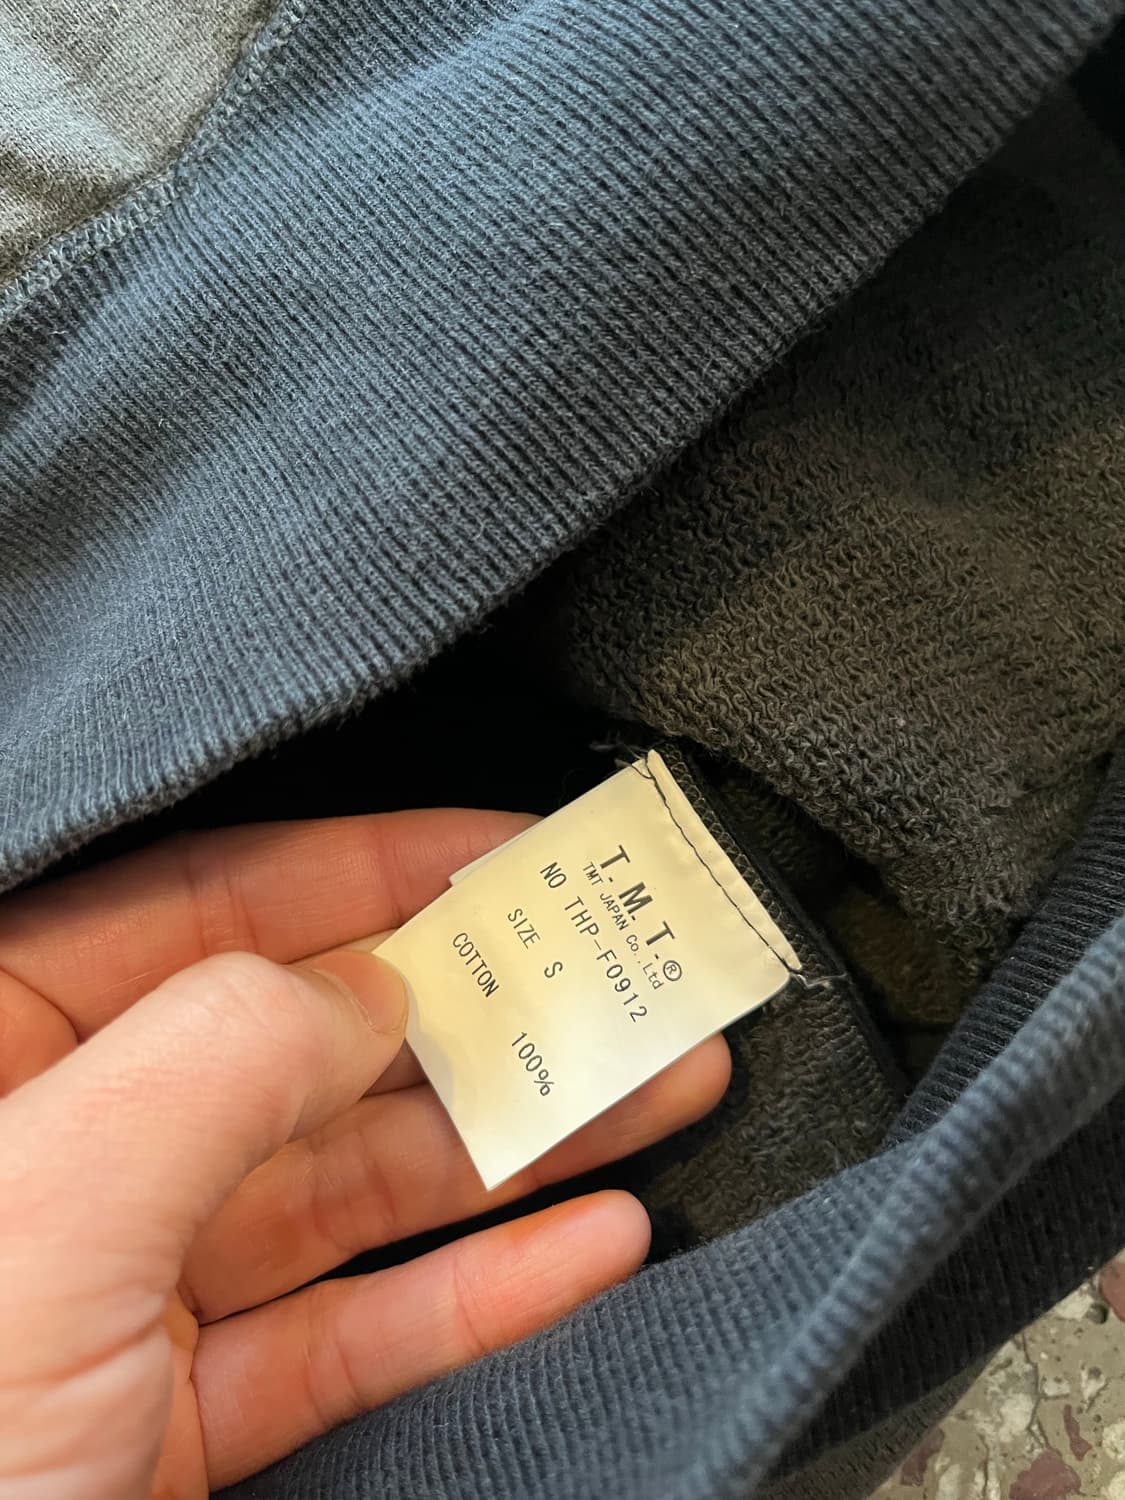 T.M.T.®
TMT JAPAN Co.,Ltd
NO THP-F0912
SIZE S
COTTON 100%